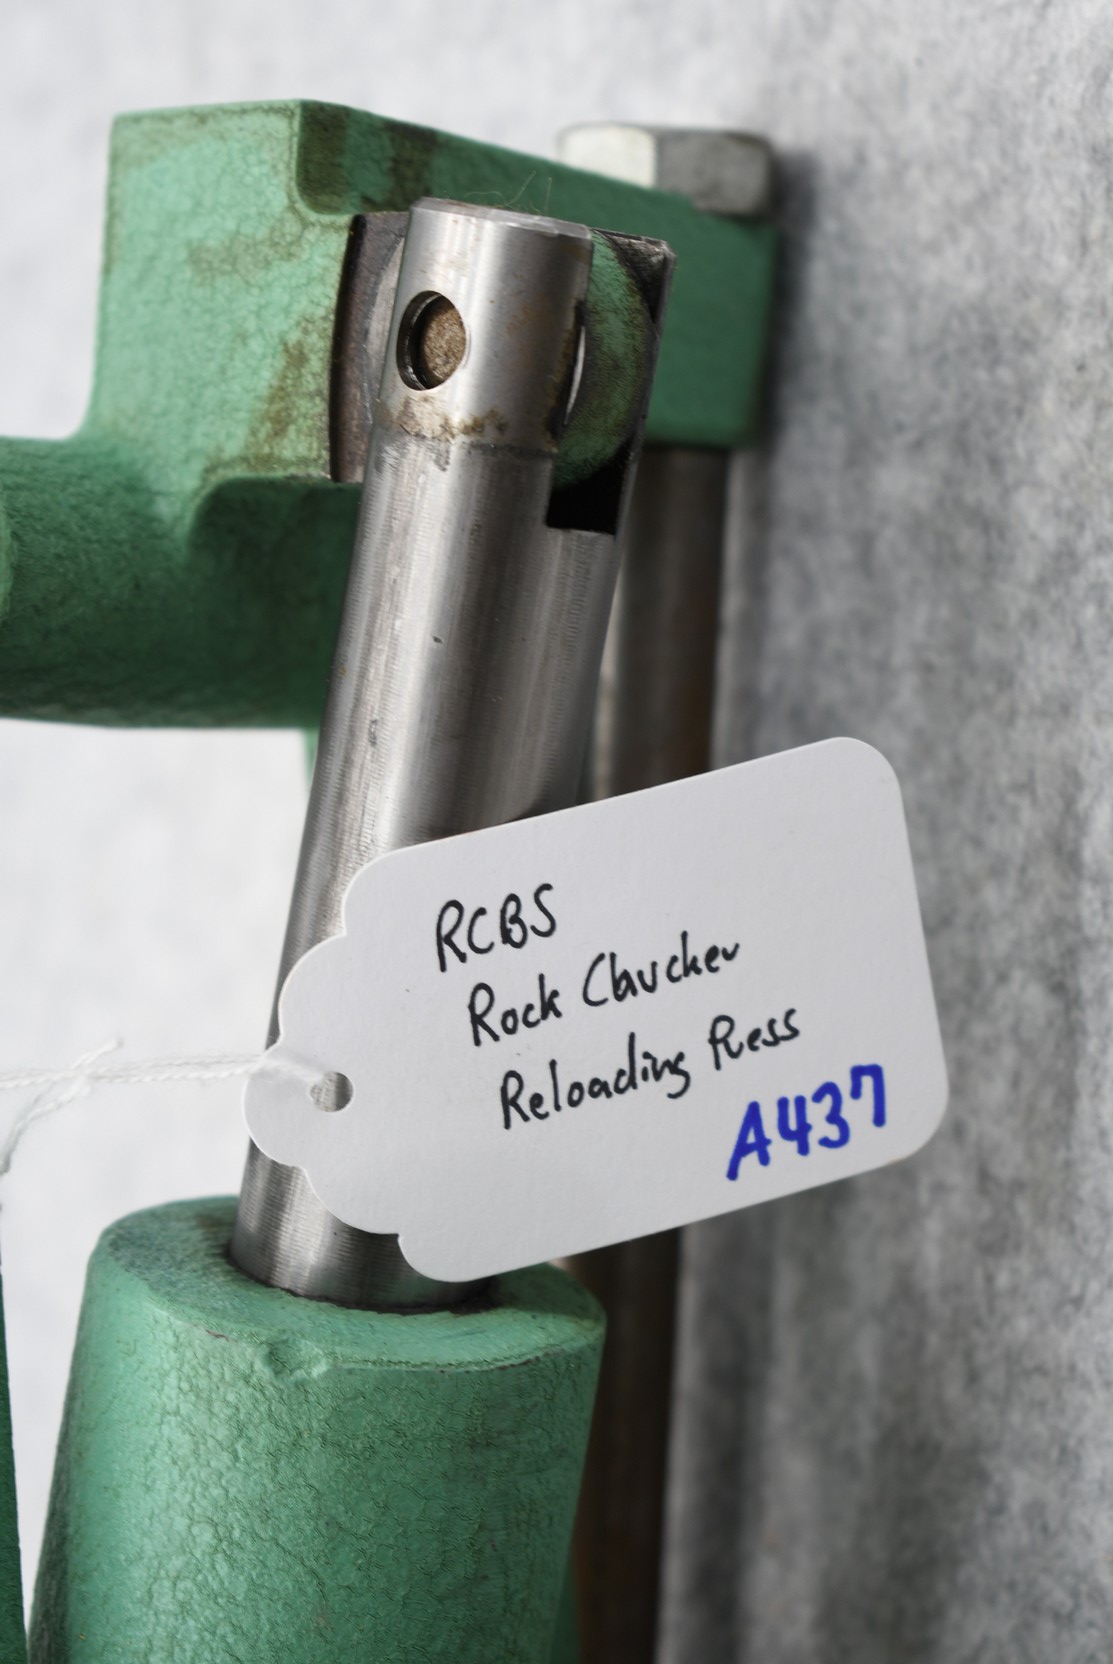 RCBS
Rock Chucker
Reloading Press
A437